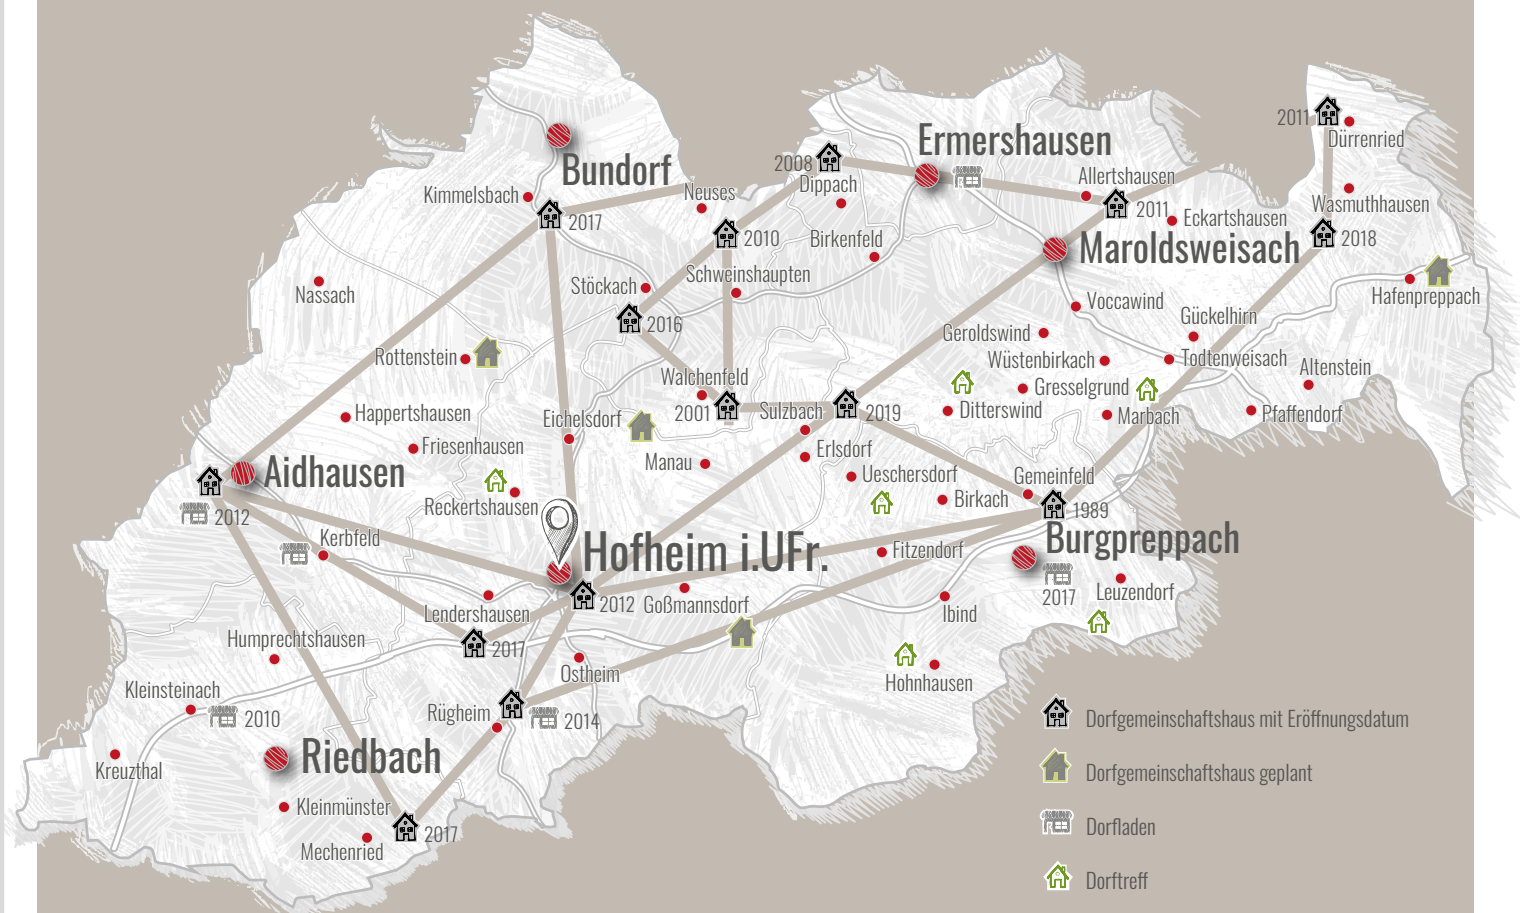 2011
Dürrenried
Ermershausen
2008
Dippach
Bundorf
Allertshausen
Kimmelsbach
Neuses
Wasmuthhausen
2017
2011
Eckartshausen
2010
Birkenfeld
2018
Maroldsweisach
Schweinshaupten
Stöckach
Nassach
Hafenpreppach
Voccawind
Gückelhirn
2016
Geroldswind
Rottenstein
Wüstenbirkach
Todtenweisach
Altenstein
Walchenfeld
Gresselgrund
2001
Sulzbach
2019
Ditterswind
Marbach
Pfaffendorf
Happertshausen
Eichelsdorf
Friesenhausen
Erlsdorf
Manau
Aidhausen
Ueschersdorf
Gemeinfeld
Reckertshausen
Birkach
1989
2012
Kerbfeld
Hofheim i.UFr.
Fitzendorf
Burgpreppach
2017
Leuzendorf
Lendershausen
2012
Goßmannsdorf
Ibind
Humprechtshausen
2017
Ostheim
Hohnhausen
Kleinsteinach
2010
Rügheim
2014
Dorfgemeinschaftshaus mit Eröffnungsdatum
Riedbach
Kreuzthal
Dorfgemeinschaftshaus geplant
Kleinmünster
2017
Dorfladen
Mechenried
Dorftreff